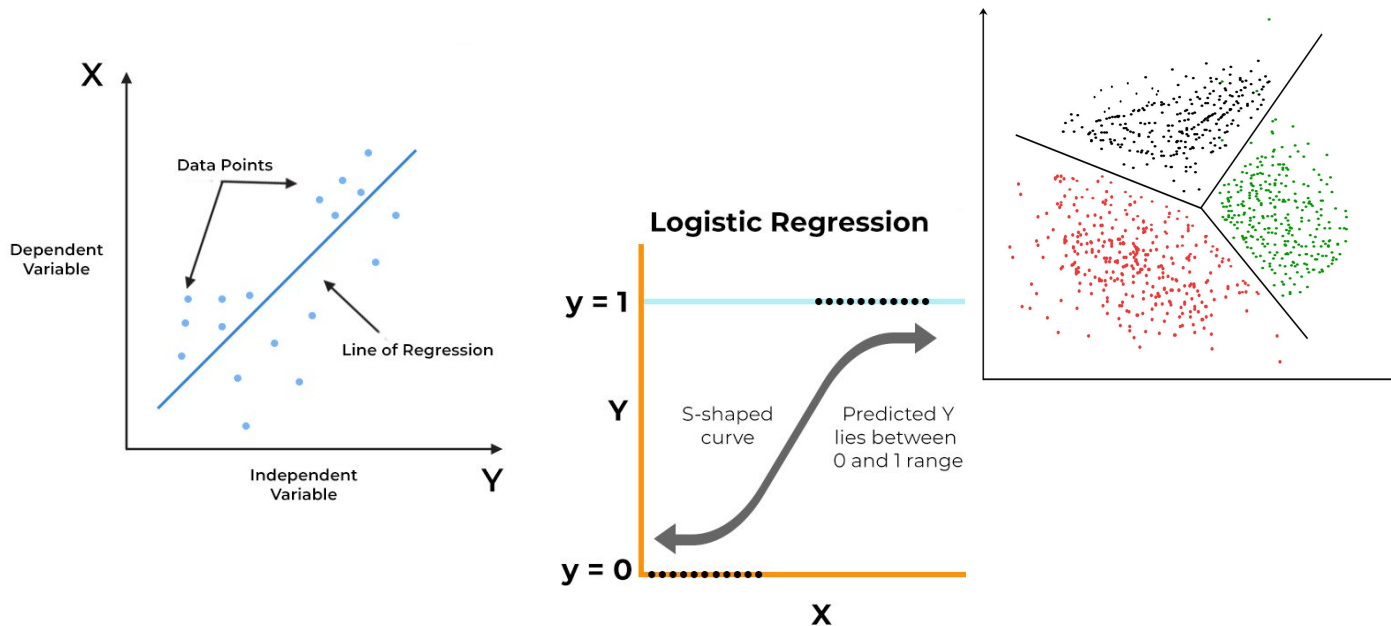 X
Data Points
Dependent
Variable
Line of Regression
Independent
Variable
Y
Logistic Regression
y = 1
Y
S-shaped
curve
Predicted Y
lies between
0 and 1 range
y = 0
X